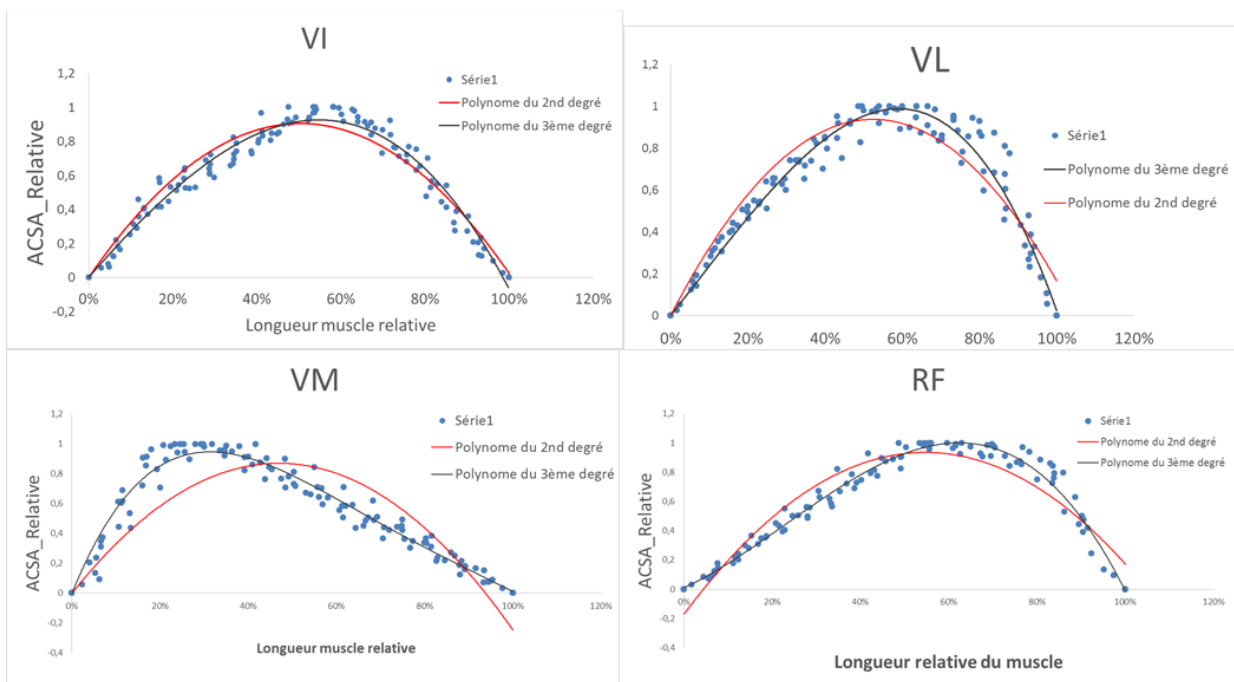 VI
1,2
1
0,8
0,6
0,4
0,2
0
-0,2
ACSA_Relative
0% 20% 40% 60% 80% 100% 120%
Longueur muscle relative
Série1
Polynome du 2nd degré
Polynome du 3ème degré
VL
1,2
1
0,8
0,6
0,4
0,2
0
0% 20% 40% 60% 80% 100% 120%
Série1
Polynome du 3ème degré
Polynome du 2nd degré
VM
1,2
1
0,8
0,6
0,4
0,2
0
-0,2
-0,4
ACSA_Relative
0% 20% 40% 60% 80% 100% 120%
Longueur muscle relative
Série1
Polynome du 2nd degré
Polynome du 3ème degré
RF
1,2
1
0,8
0,6
0,4
0,2
0
-0,2
-0,4
ACSA_Relative
0% 20% 40% 60% 80% 100% 120%
Longueur relative du muscle
Série1
Polynome du 2nd degré
Polynome du 3ème degré